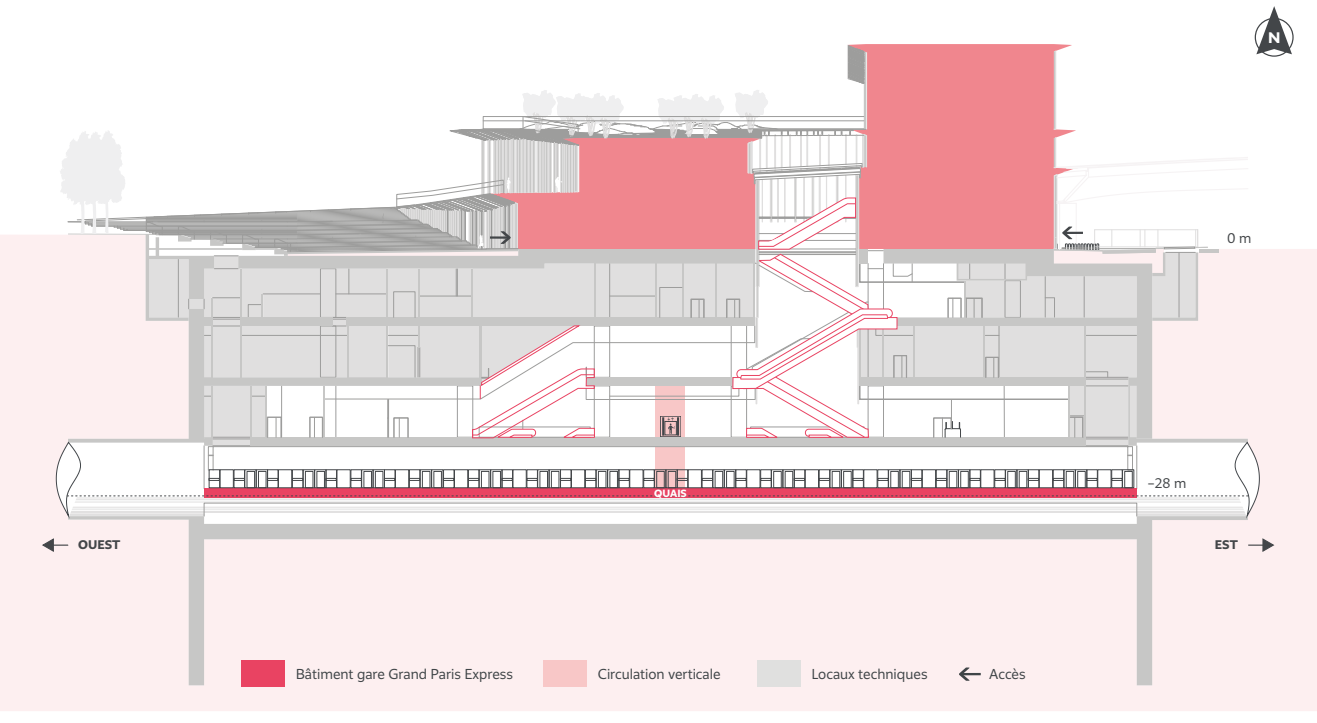 N
0 m
QUAIS
–28 m
OUEST
EST
Bâtiment gare Grand Paris Express
Circulation verticale
Locaux techniques
Accès